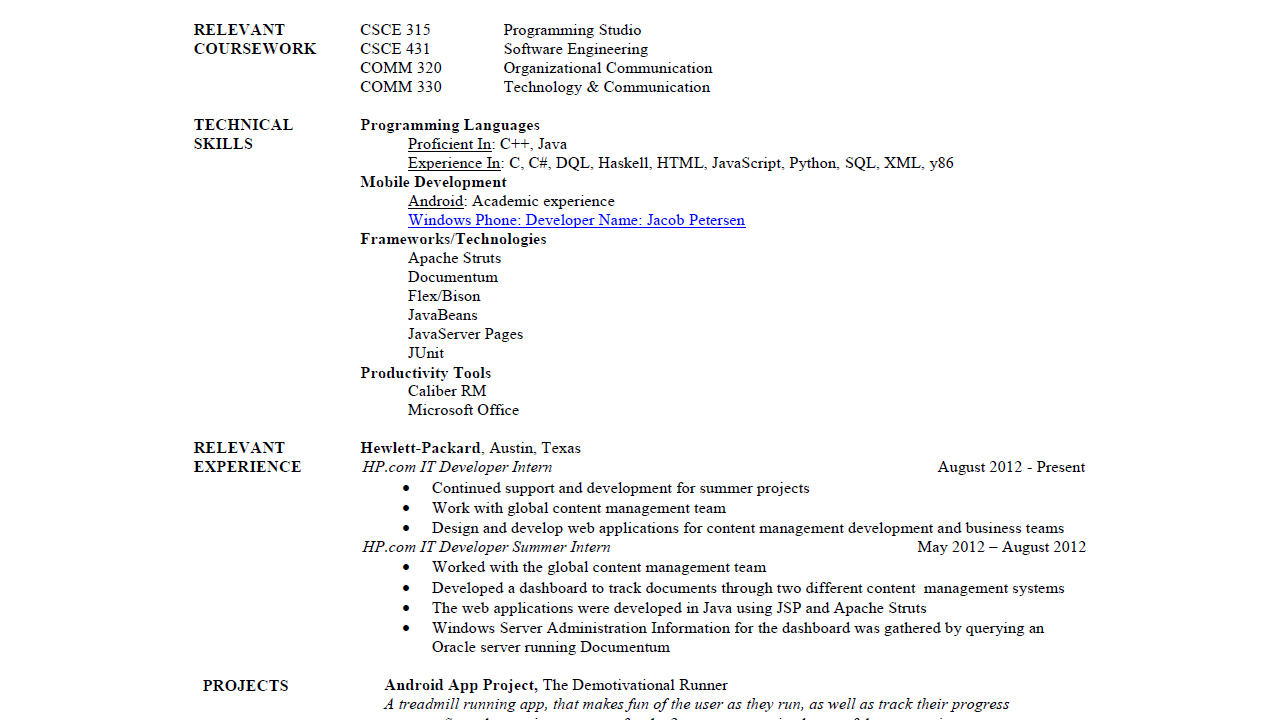 RELEVANT CSCE 315 Programming Studio
COURSEWORK CSCE 431 Software Engineering
COMM 320 Organizational Communication
COMM 330 Technology & Communication
TECHNICAL Programming Languages
SKILLS Proficient In: C++, Java
Experience In: C, C#, DQL, Haskell, HTML, JavaScript, Python, SQL, XML, y86
Mobile Development
Android: Academic experience
Windows Phone: Developer Name: Jacob Petersen
Frameworks/Technologies
Apache Struts
Documentum
Flex/Bison
JavaBeans
JavaServer Pages
JUnit
Productivity Tools
Caliber RM
Microsoft Office
RELEVANT Hewlett-Packard, Austin, Texas
EXPERIENCE HP.com IT Developer Intern August 2012 - Present
• Continued support and development for summer projects
• Work with global content management team
• Design and develop web applications for content management development and business teams
HP.com IT Developer Summer Intern May 2012 – August 2012
• Worked with the global content management team
• Developed a dashboard to track documents through two different content management systems
• The web applications were developed in Java using JSP and Apache Struts
• Windows Server Administration Information for the dashboard was gathered by querying an
Oracle server running Documentum
PROJECTS Android App Project, The Demotivational Runner
A treadmill running app, that makes fun of the user as they run, as well as track their progress